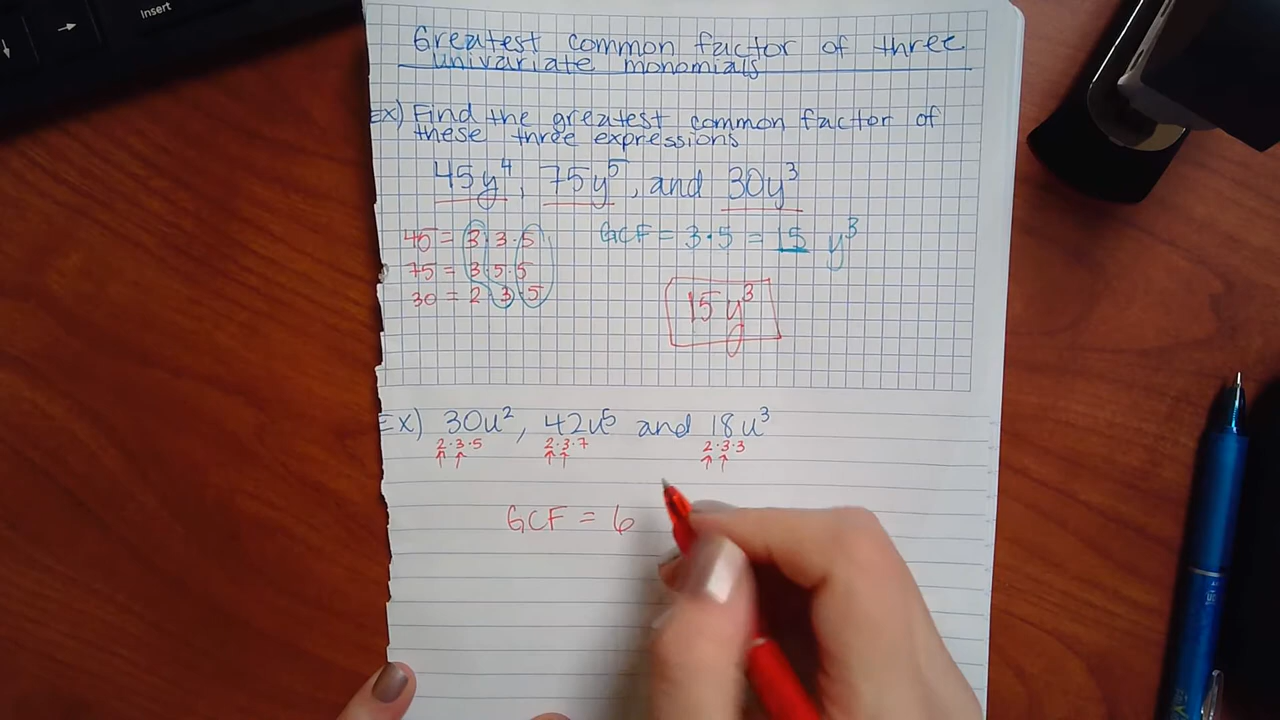 Insert
Greatest common factor of three
univariate monomials
EX) Find the greatest common factor of
these three expressions
45y⁴, 75y⁵, and 30y³
45 = 3·3·5 GCF = 3·5 = 15 y³
75 = 3·5·5
30 = 2·3·5
15y³
EX) 30u², 42u⁵ and 18u³
2·3·5 2·3·7 2·3·3
GCF = 6